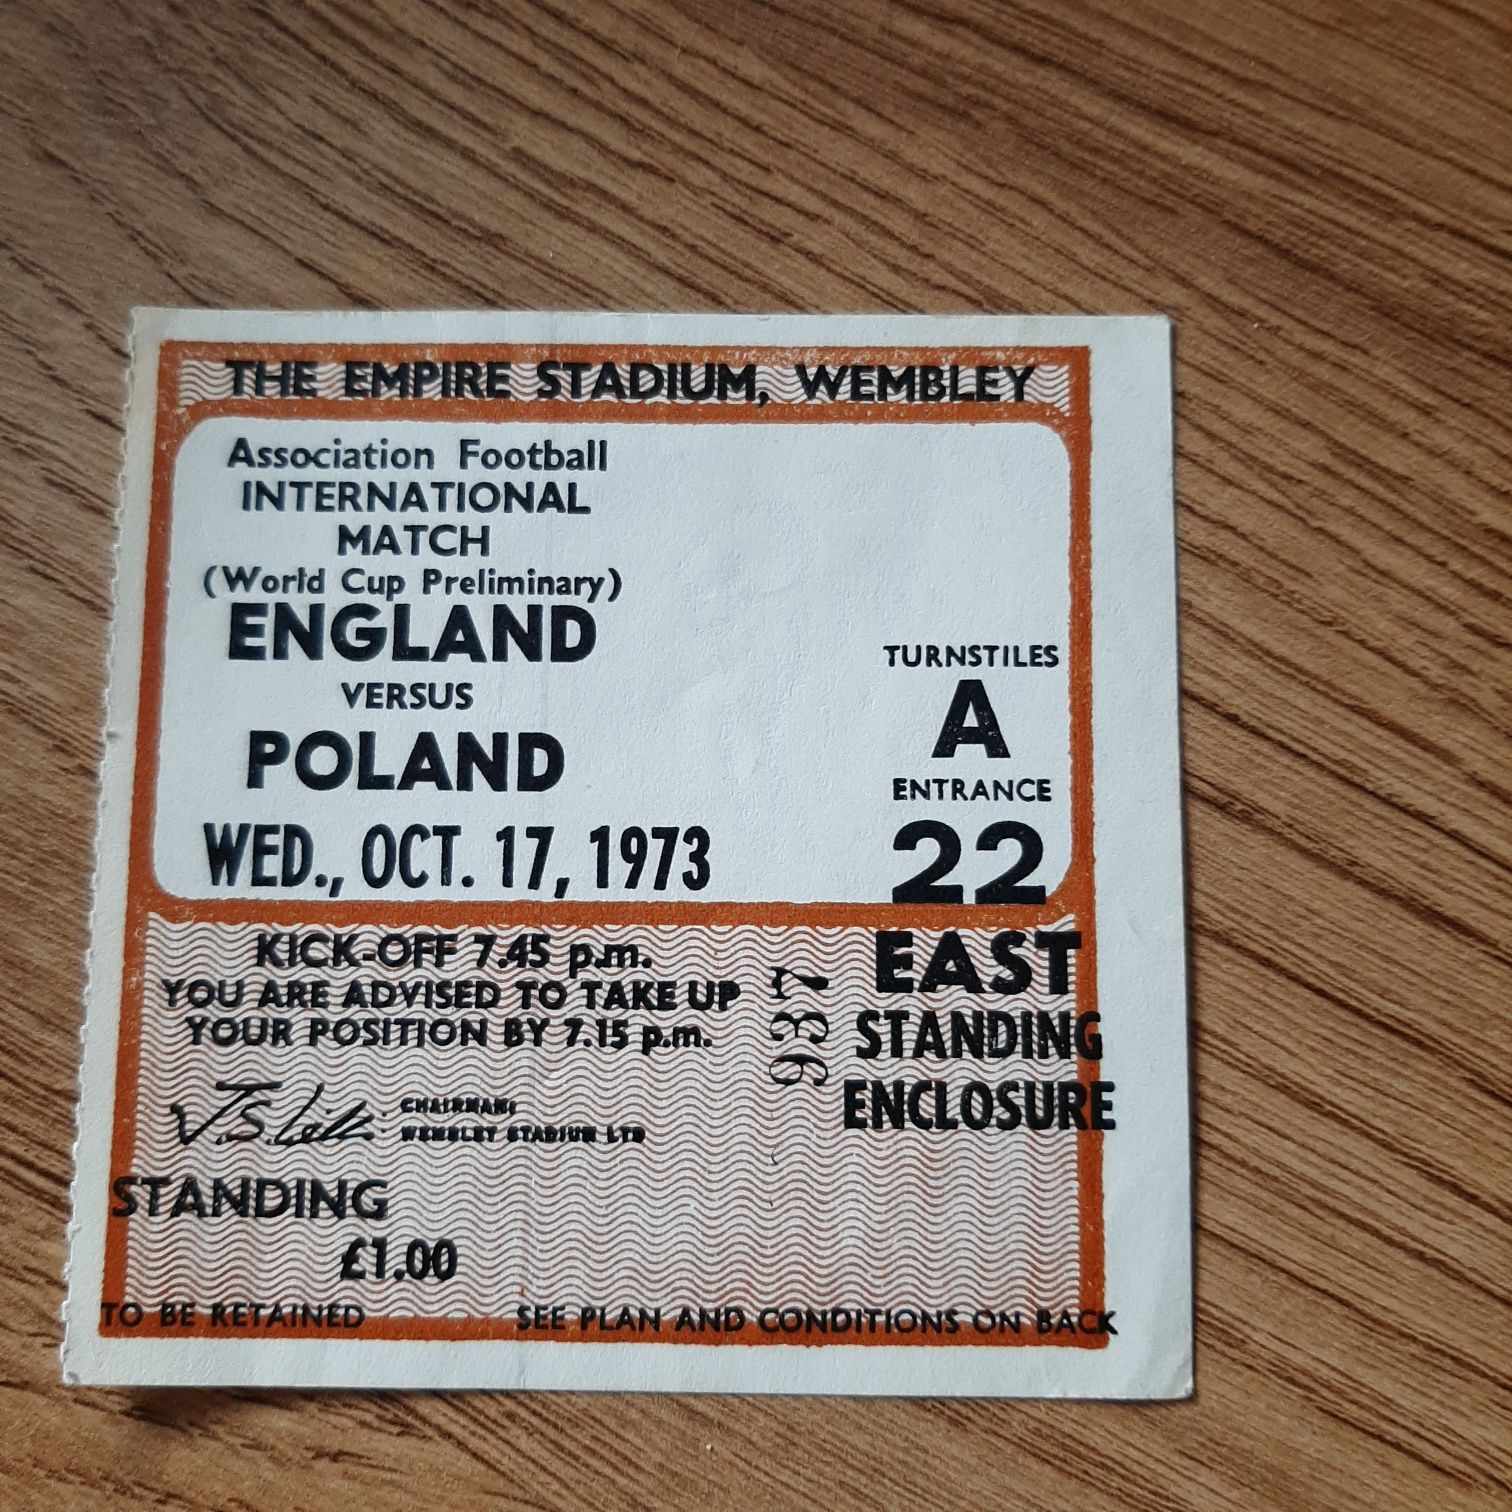 THE EMPIRE STADIUM, WEMBLEY
Association Football
INTERNATIONAL
MATCH
(World Cup Preliminary)
ENGLAND
VERSUS
POLAND
WED., OCT. 17, 1973
TURNSTILES
A
ENTRANCE
22
KICK-OFF 7.45 p.m.
YOU ARE ADVISED TO TAKE UP
YOUR POSITION BY 7.15 p.m.
CHAIRMAN:
WEMBLEY STADIUM LTD
937
EAST
STANDING
ENCLOSURE
STANDING
£1.00
TO BE RETAINED
SEE PLAN AND CONDITIONS ON BACK